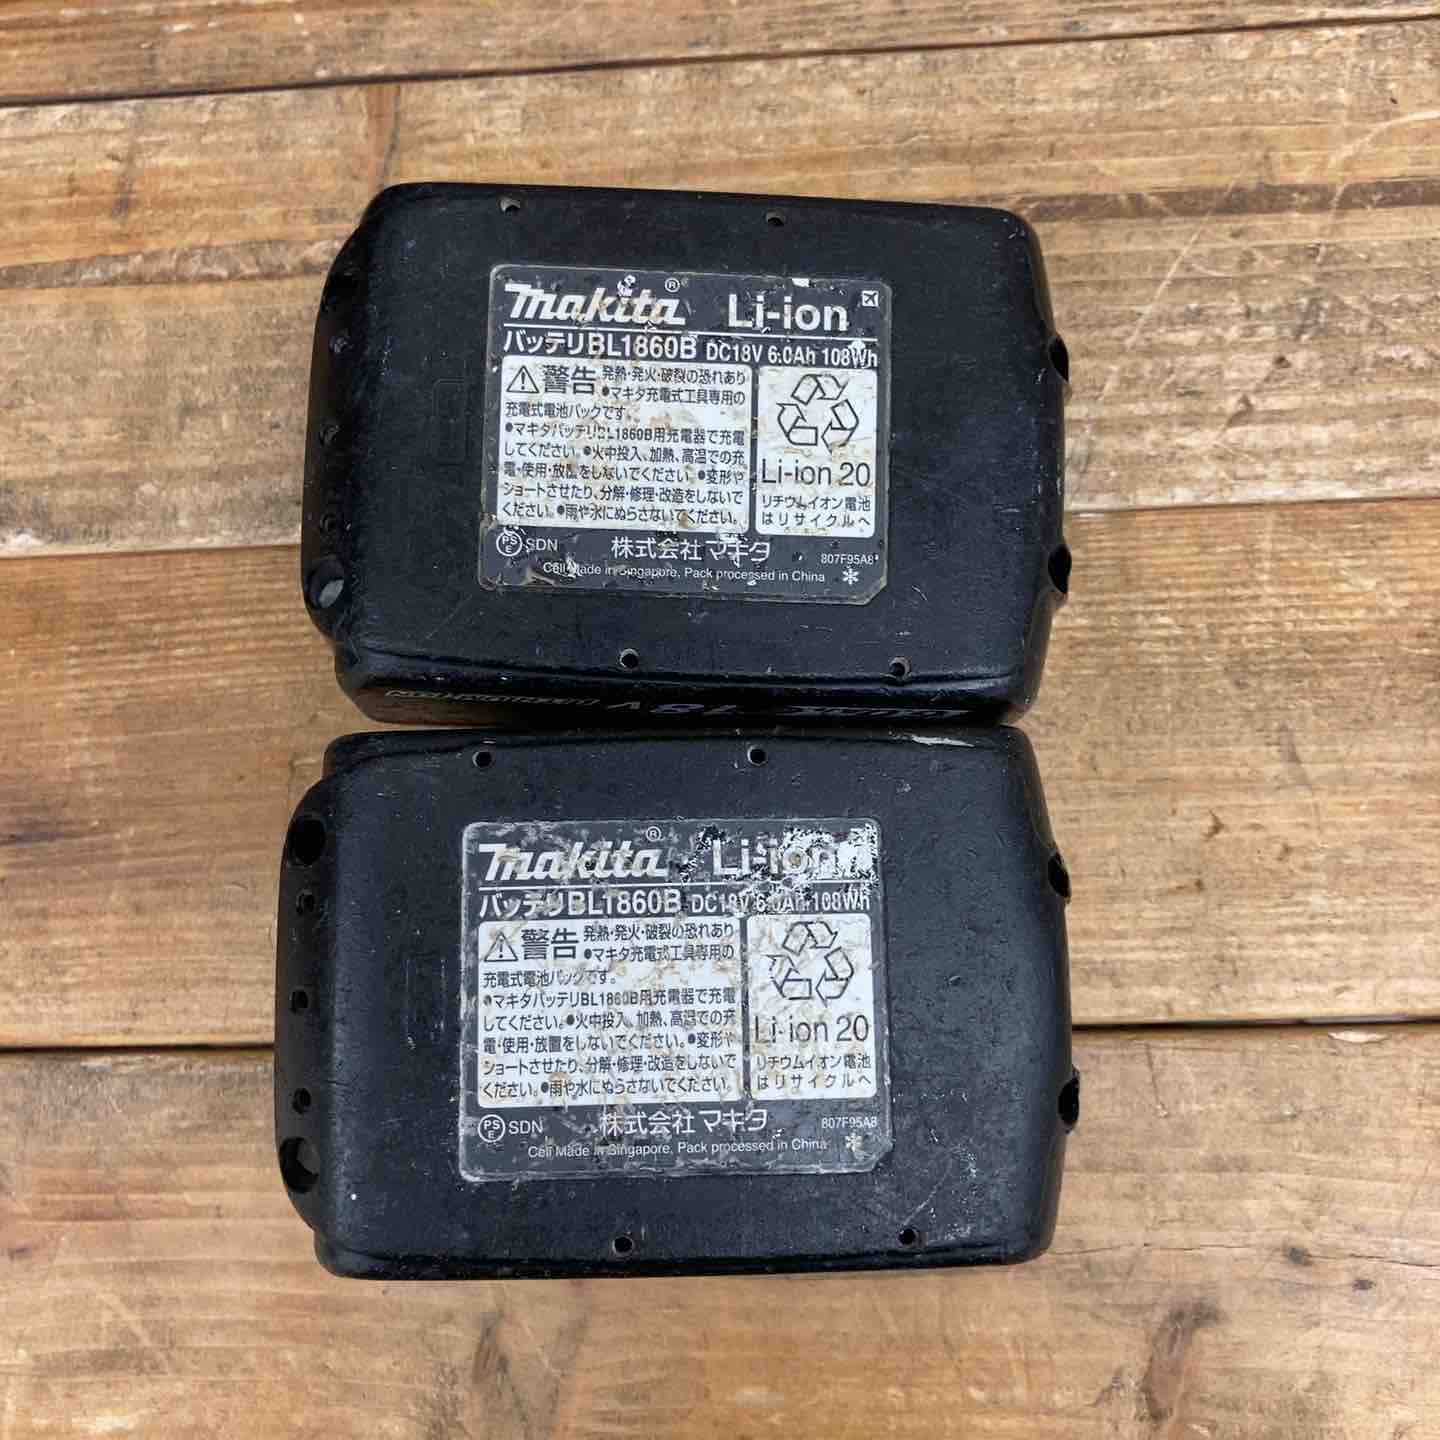 makita® Li-ion
バッテリBL1860B DC18V 6.0Ah 108Wh
警告 発熱・発火・破裂の恐れあり
●マキタ充電式工具専用の
充電式電池パックです。
●マキタバッテリBL1860B用充電器で充電
してください。●火中投入、加熱、高温での充
電・使用・放置をしないでください。●変形や
ショートさせたり、分解・修理・改造をしないで
ください。●雨や水にぬらさないでください。
Li-ion 20
リチウムイオン電池
はリサイクルへ
PSE SDN 株式会社マキタ 807F95A8
Cell Made in Singapore, Pack processed in China
18V
makita® Li-ion
バッテリBL1860B DC18V 6.0Ah 108Wh
警告 発熱・発火・破裂の恐れあり
●マキタ充電式工具専用の
充電式電池パックです。
●マキタバッテリBL1860B用充電器で充電
してください。●火中投入、加熱、高温での充
電・使用・放置をしないでください。●変形や
ショートさせたり、分解・修理・改造をしないで
ください。●雨や水にぬらさないでください。
Li-ion 20
リチウムイオン電池
はリサイクルへ
PSE SDN 株式会社マキタ 807F95A8
Cell Made in Singapore, Pack processed in China